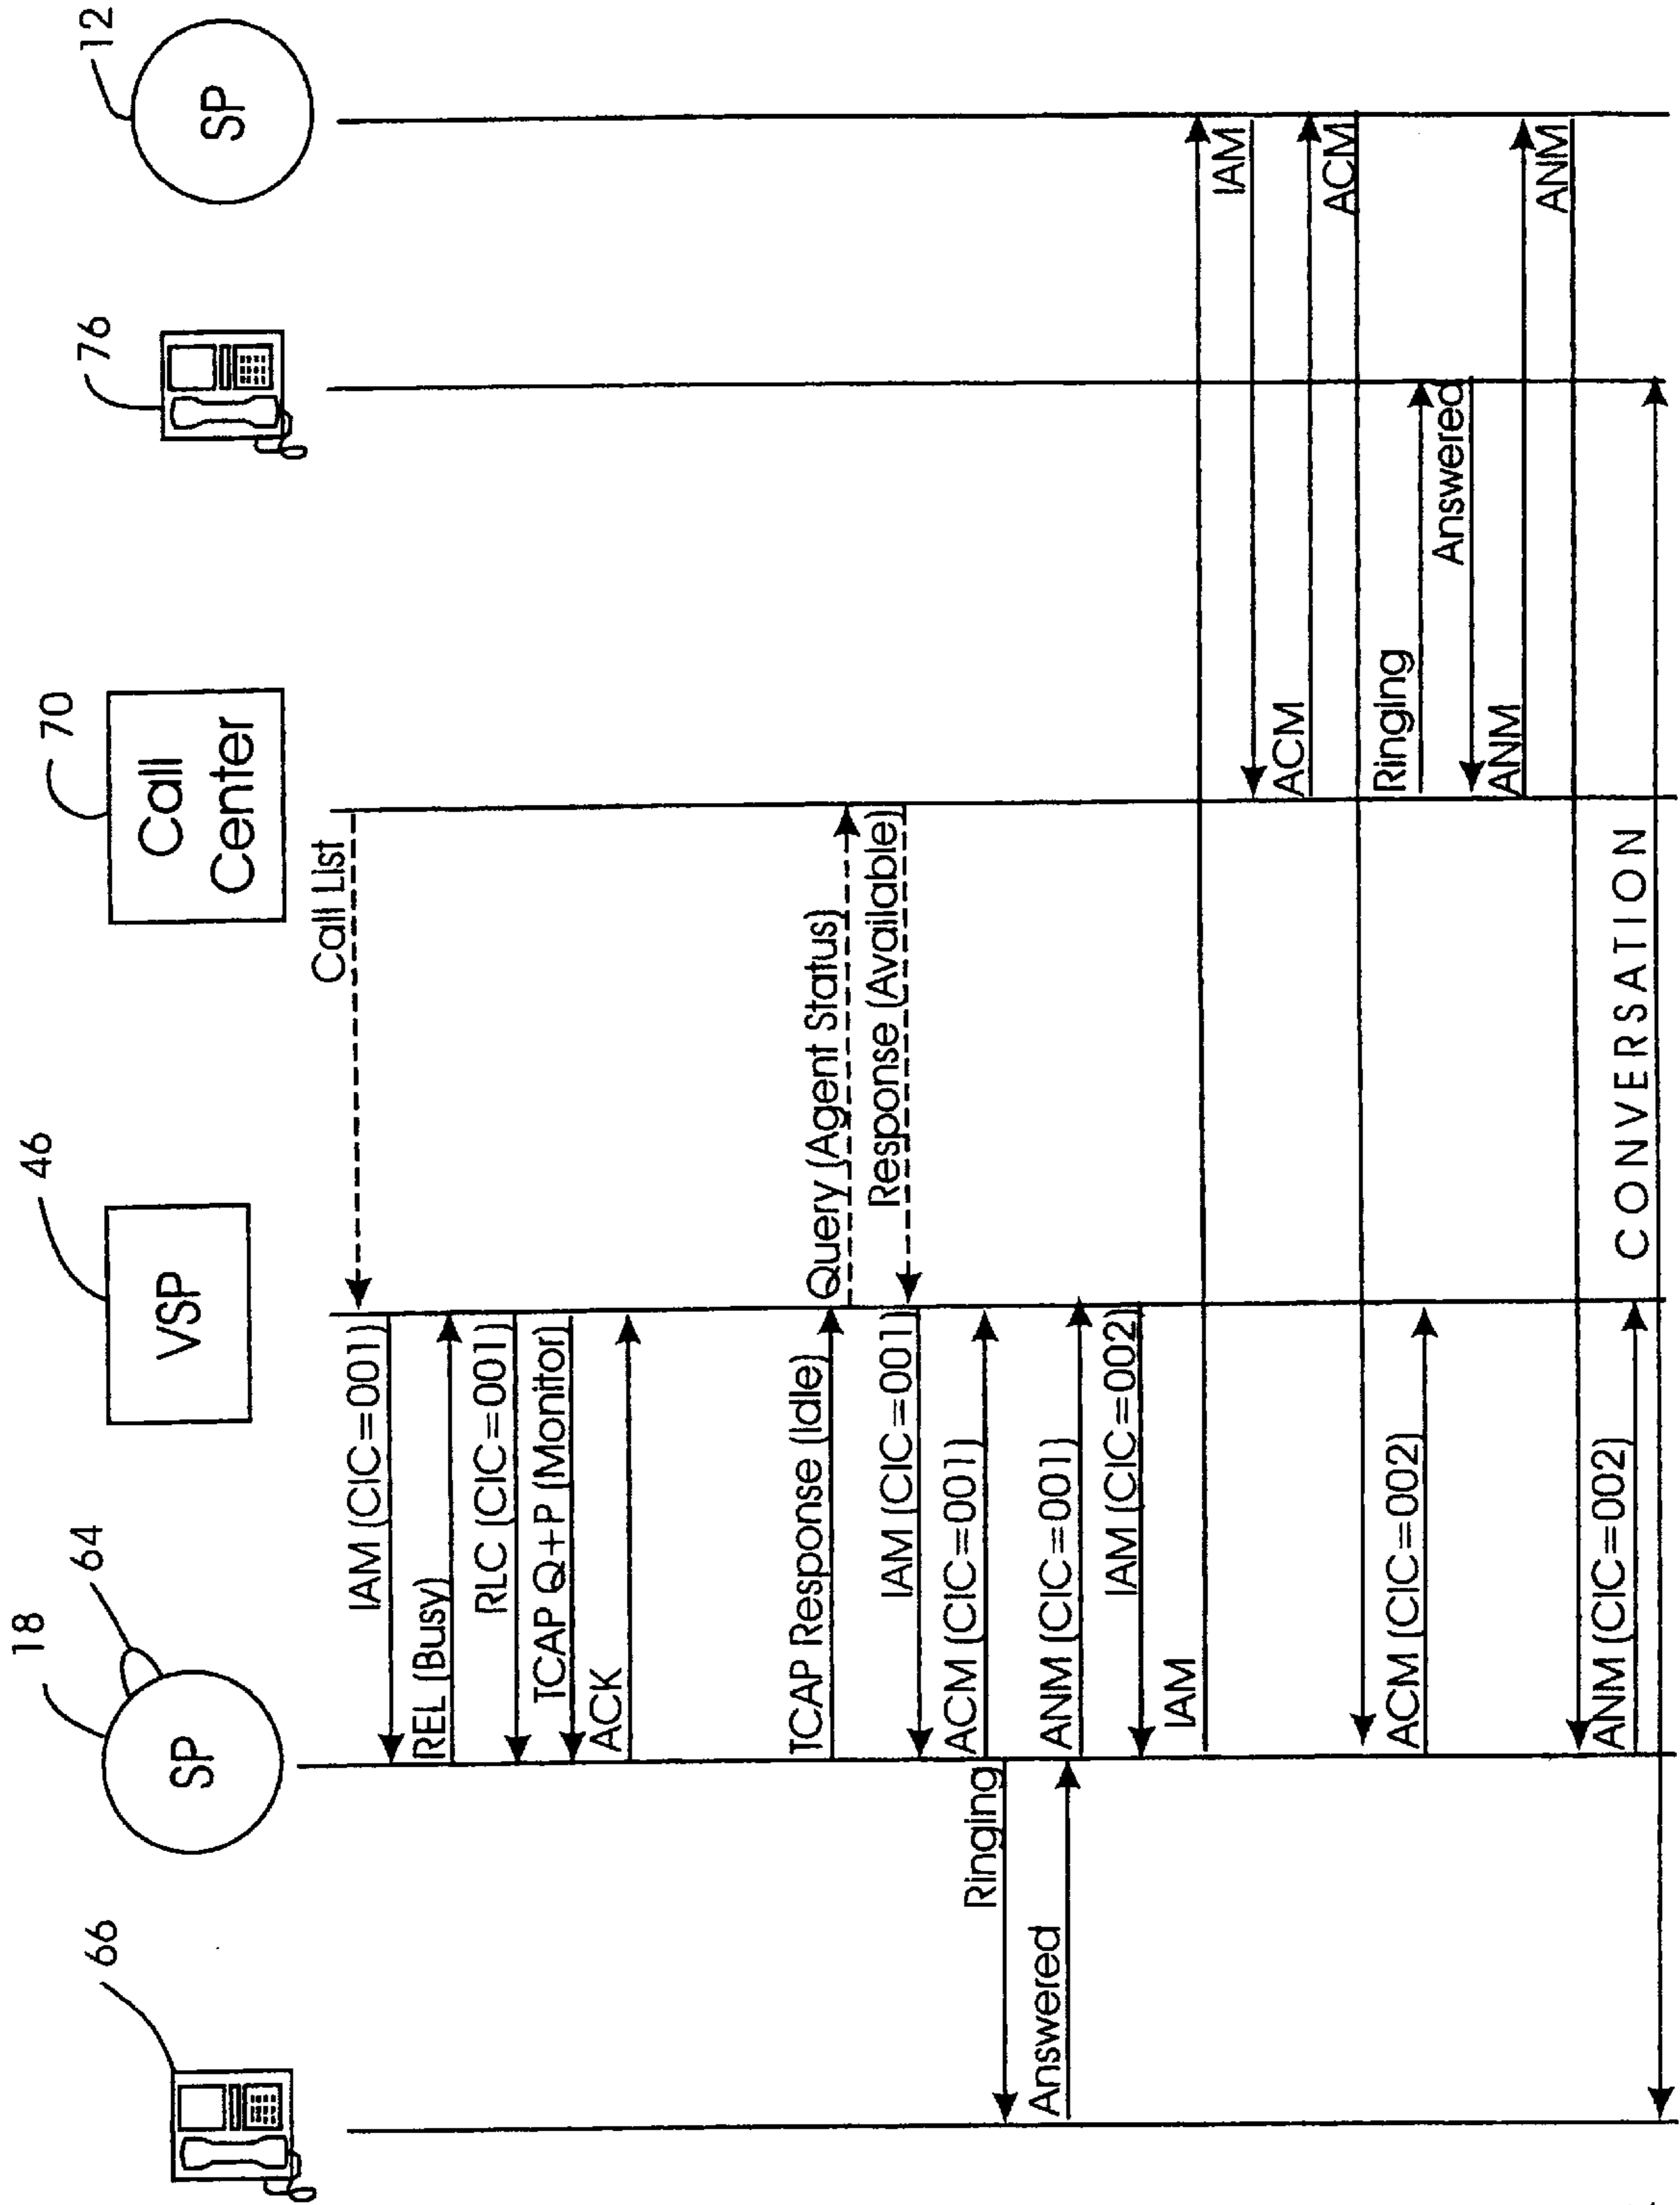 66
18
64
46
70
76
12
SP
VSP
Call
Center
SP
Call List
IAM (CIC=001)
REL (Busy)
RLC (CIC=001)
TCAP Q+P (Monitor)
ACK
TCAP Response (Idle)
Query (Agent Status)
Response (Available)
IAM (CIC=001)
ACM (CIC=001)
Ringing
Answered
ANM (CIC=001)
IAM (CIC=002)
IAM
IAM
ACM
ACM
Ringing
ACM (CIC=002)
Answered
ANM
ANM
ANM (CIC=002)
CONVERSATION